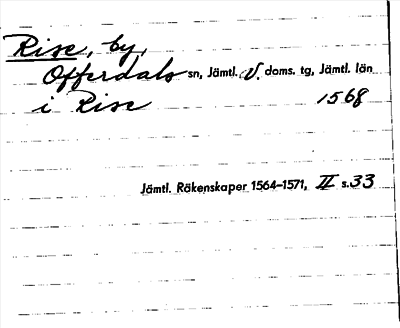 Rise, by,
Offerdals sn, Jämtl. V. doms. tg, Jämtl. län
i Rise 1568
Jämtl. Räkenskaper 1564–1571, II s. 33